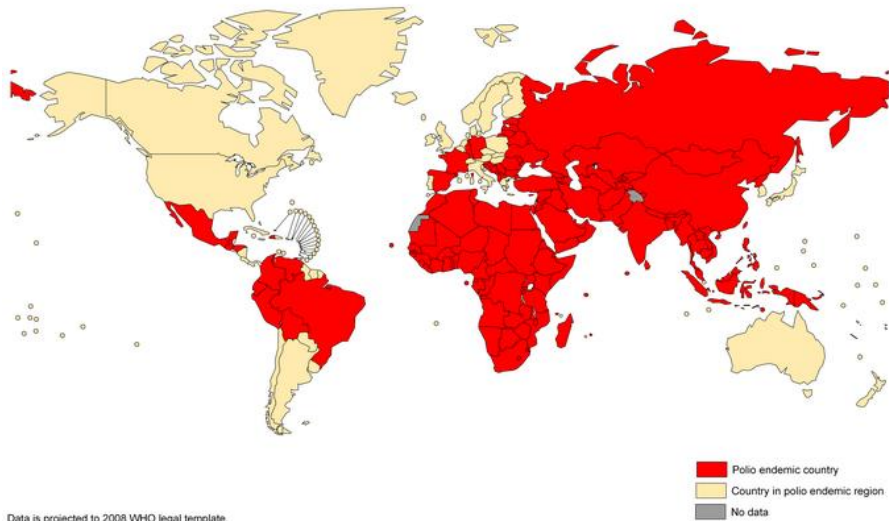 Polio endemic country
Country in polio endemic region
No data
Data is projected to 2008 WHO legal template